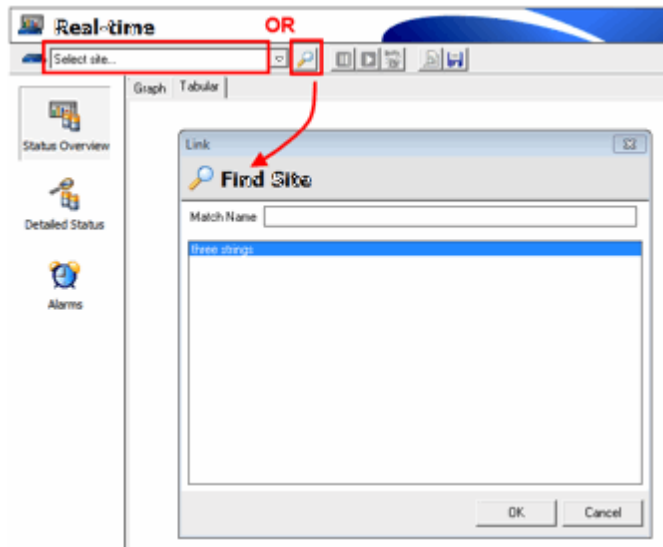 Real-time
OR
Select site...
Graph Tabular
Status Overview
Detailed Status
Alarms
Link
Find Site
Match Name
three strings
OK Cancel